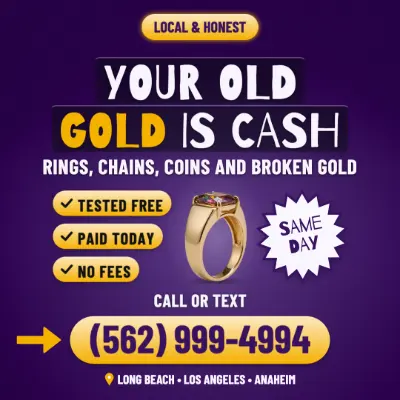 LOCAL & HONEST
YOUR OLD
GOLD IS CASH
RINGS, CHAINS, COINS AND BROKEN GOLD
TESTED FREE
PAID TODAY
NO FEES
SAME
DAY
CALL OR TEXT
(562) 999-4994
LONG BEACH • LOS ANGELES • ANAHEIM